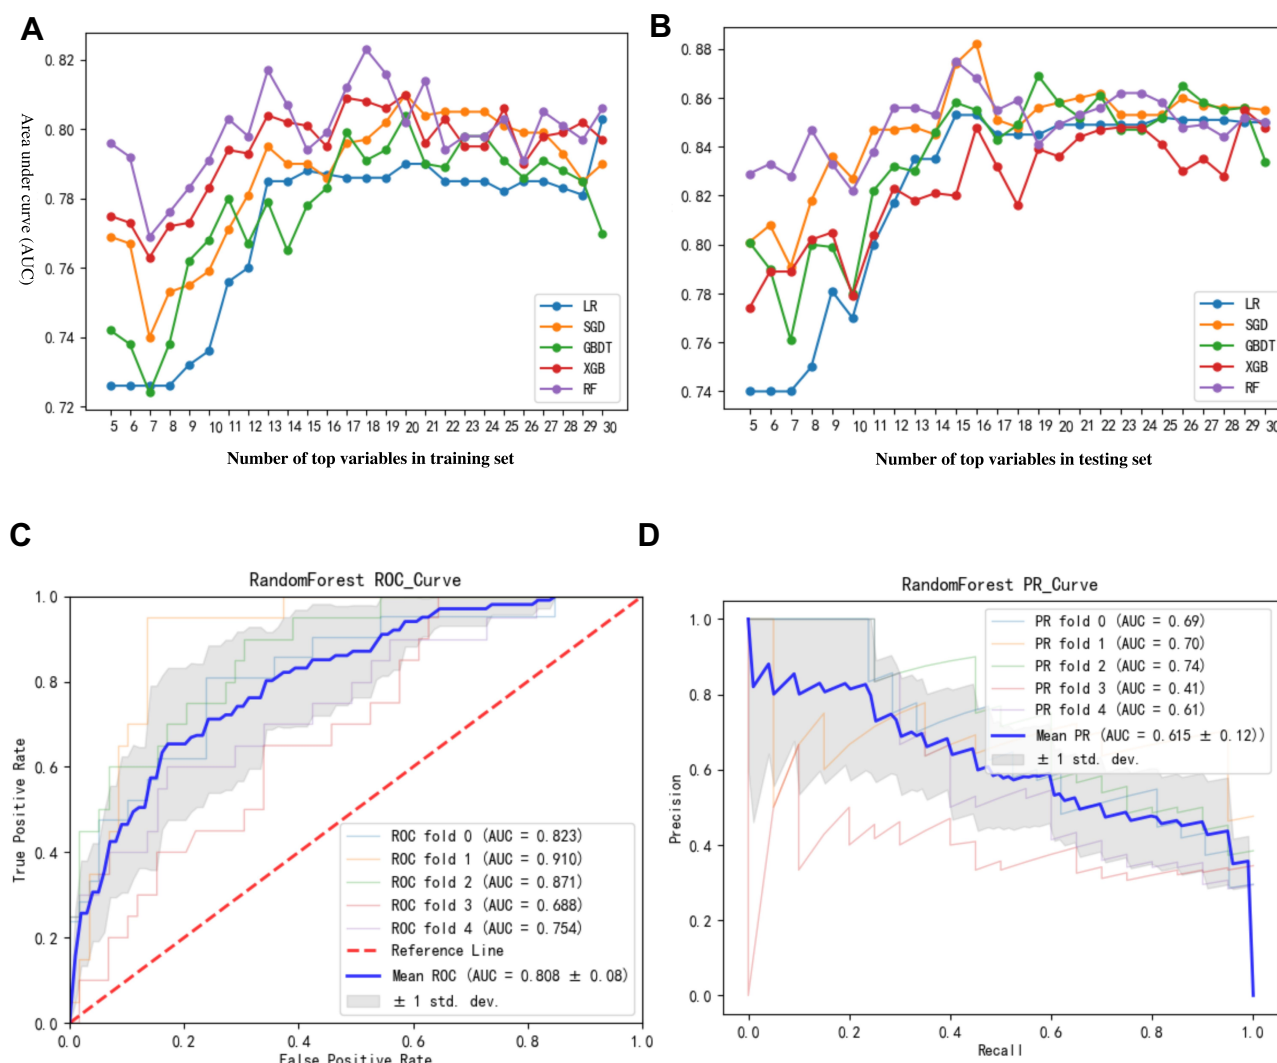 A
B
0.82
0.80
0.78
0.76
0.74
0.72
Area under curve (AUC)
LR
SGD
GBDT
XGB
RF
5 6 7 8 9 10 11 12 13 14 15 16 17 18 19 20 21 22 23 24 25 26 27 28 29 30
Number of top variables in training set
0.88
0.86
0.84
0.82
0.80
0.78
0.76
0.74
LR
SGD
GBDT
XGB
RF
5 6 7 8 9 10 11 12 13 14 15 16 17 18 19 20 21 22 23 24 25 26 27 28 29 30
Number of top variables in testing set
C
RandomForest ROC_Curve
1.0
0.8
0.6
0.4
0.2
0.0
True Positive Rate
ROC fold 0 (AUC = 0.823)
ROC fold 1 (AUC = 0.910)
ROC fold 2 (AUC = 0.871)
ROC fold 3 (AUC = 0.688)
ROC fold 4 (AUC = 0.754)
Reference Line
Mean ROC (AUC = 0.808 ± 0.08)
± 1 std. dev.
0.0 0.2 0.4 0.6 0.8 1.0
False Positive Rate
D
RandomForest PR_Curve
1.0
0.8
0.6
0.4
0.2
0.0
Precision
PR fold 0 (AUC = 0.69)
PR fold 1 (AUC = 0.70)
PR fold 2 (AUC = 0.74)
PR fold 3 (AUC = 0.41)
PR fold 4 (AUC = 0.61)
Mean PR (AUC = 0.615 ± 0.12))
± 1 std. dev.
0.0 0.2 0.4 0.6 0.8 1.0
Recall